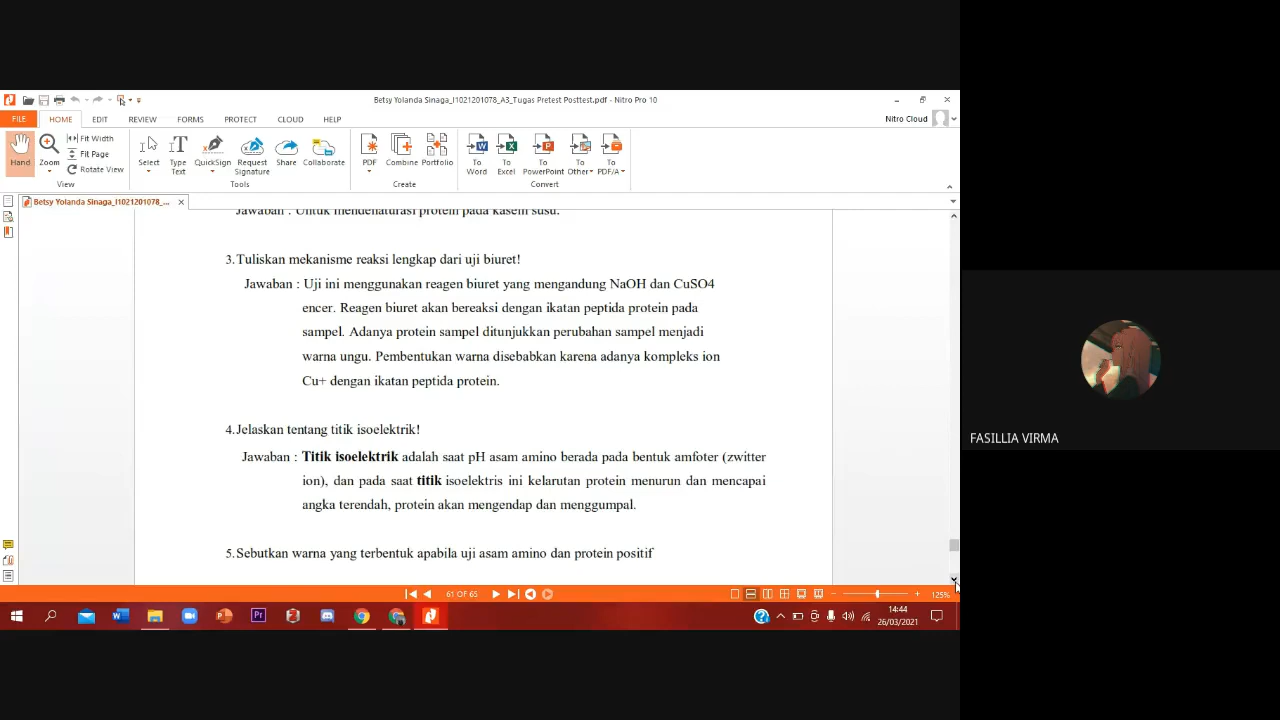 Betsy Yolanda Sinaga_I1021201078_A3_Tugas Pretest Posttest.pdf - Nitro Pro 10
FILE HOME EDIT REVIEW FORMS PROTECT CLOUD HELP
Nitro Cloud
Hand
Zoom
Fit Width
Fit Page
Rotate View
View
Select
Type Text
QuickSign
Request Signature
Share
Collaborate
Tools
PDF
Combine
Portfolio
Create
To Word
To Excel
To PowerPoint
To Other
To PDF/A
Convert
Betsy Yolanda Sinaga_I1021201078_...
Jawaban : Untuk mendenaturasi protein pada kasein susu.
3. Tuliskan mekanisme reaksi lengkap dari uji biuret!
Jawaban : Uji ini menggunakan reagen biuret yang mengandung NaOH dan CuSO4
encer. Reagen biuret akan bereaksi dengan ikatan peptida protein pada
sampel. Adanya protein sampel ditunjukkan perubahan sampel menjadi
warna ungu. Pembentukan warna disebabkan karena adanya kompleks ion
Cu+ dengan ikatan peptida protein.
4. Jelaskan tentang titik isoelektrik!
Jawaban : Titik isoelektrik adalah saat pH asam amino berada pada bentuk amfoter (zwitter
ion), dan pada saat titik isoelektris ini kelarutan protein menurun dan mencapai
angka terendah, protein akan mengendap dan menggumpal.
5. Sebutkan warna yang terbentuk apabila uji asam amino dan protein positif
61 OF 65
125%
14:44
26/03/2021
FASILLIA VIRMA